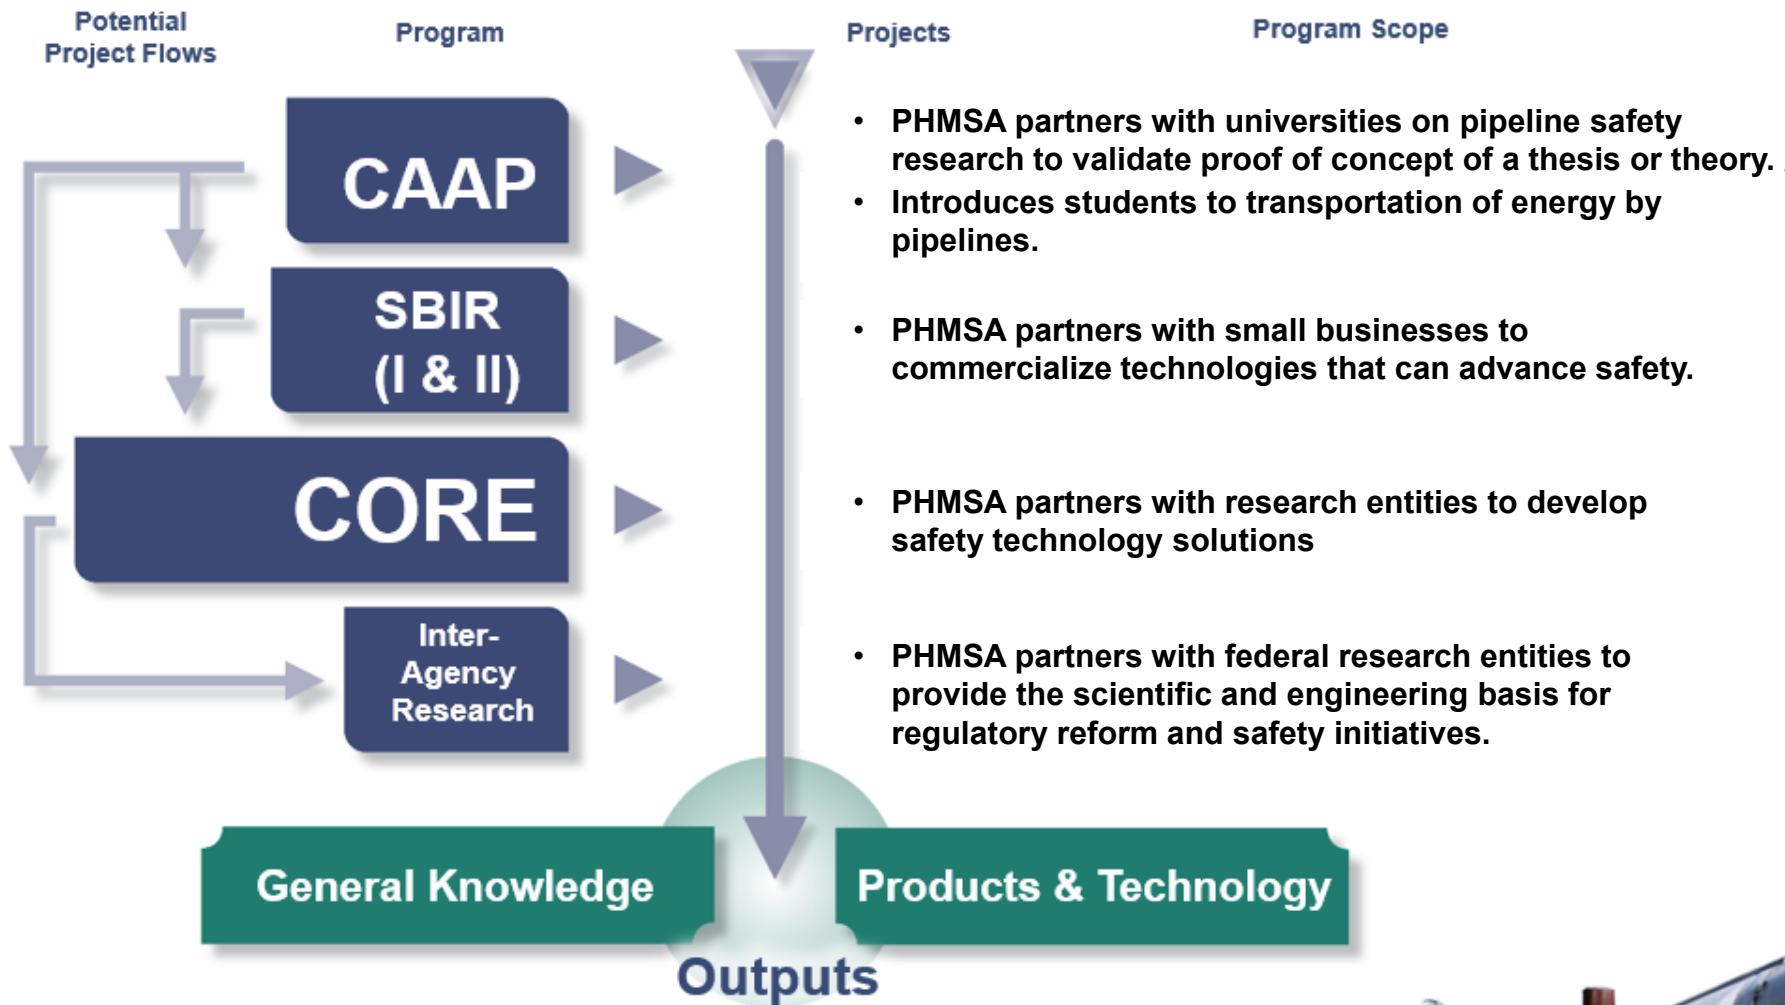 Potential
Project Flows
Program
Projects
Program Scope
CAAP
• PHMSA partners with universities on pipeline safety
research to validate proof of concept of a thesis or theory.
• Introduces students to transportation of energy by
pipelines.
SBIR
(I & II)
• PHMSA partners with small businesses to
commercialize technologies that can advance safety.
CORE
• PHMSA partners with research entities to develop
safety technology solutions
Inter-
Agency
Research
• PHMSA partners with federal research entities to
provide the scientific and engineering basis for
regulatory reform and safety initiatives.
General Knowledge
Products & Technology
Outputs